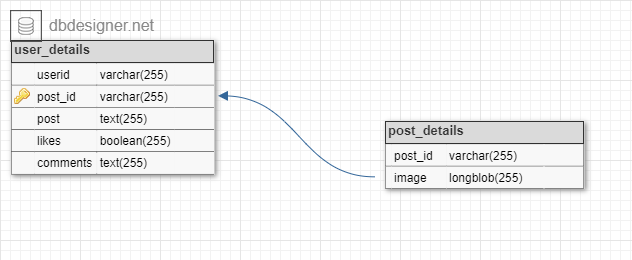 dbdesigner.net
user_details
userid varchar(255)
post_id varchar(255)
post text(255)
likes boolean(255)
comments text(255)
post_details
post_id varchar(255)
image longblob(255)